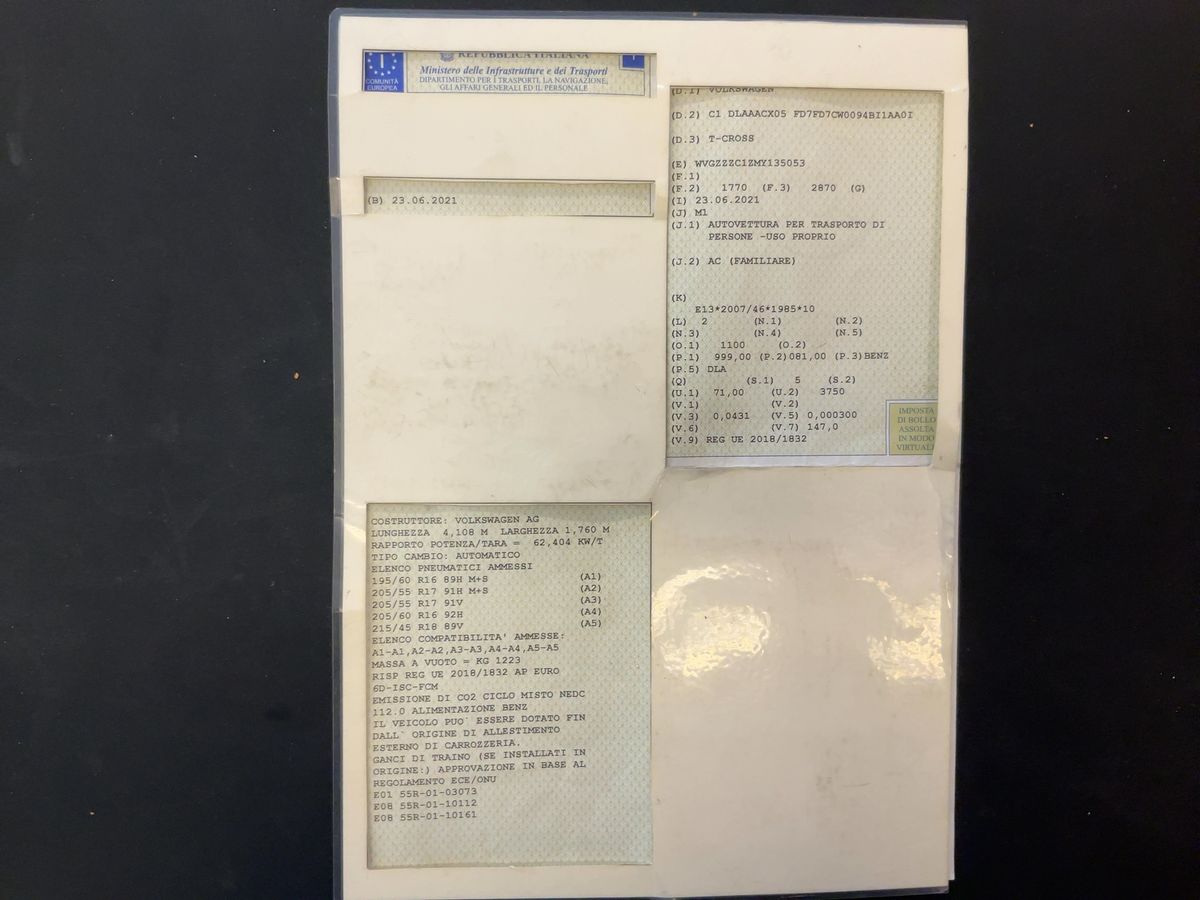 REPUBBLICA ITALIANA
COMUNITÀ
EUROPEA
I
Ministero delle Infrastrutture e dei Trasporti
DIPARTIMENTO PER I TRASPORTI, LA NAVIGAZIONE,
GLI AFFARI GENERALI ED IL PERSONALE
(B) 23.06.2021
(D.1) VOLKSWAGEN
(D.2) C1 DLAAACX05 FD7FD7CW0094BI1AA0I
(D.3) T-CROSS
(E) WVGZZZC1ZMY135053
(F.1)
(F.2) 1770 (F.3) 2870 (G)
(I) 23.06.2021
(J) M1
(J.1) AUTOVETTURA PER TRASPORTO DI
PERSONE -USO PROPRIO
(J.2) AC (FAMILIARE)
(K)
E13*2007/46*1985*10
(L) 2 (N.1) (N.2)
(N.3) (N.4) (N.5)
(O.1) 1100 (O.2)
(P.1) 999,00 (P.2)081,00 (P.3)BENZ
(P.5) DLA
(Q) (S.1) 5 (S.2)
(U.1) 71,00 (U.2) 3750
(V.1) (V.2)
(V.3) 0,0431 (V.5) 0,000300
(V.6) (V.7) 147,0
(V.9) REG UE 2018/1832
IMPOSTA
DI BOLLO
ASSOLTA
IN MODO
VIRTUALE
COSTRUTTORE: VOLKSWAGEN AG
LUNGHEZZA 4,108 M LARGHEZZA 1,760 M
RAPPORTO POTENZA/TARA = 62,404 KW/T
TIPO CAMBIO: AUTOMATICO
ELENCO PNEUMATICI AMMESSI
195/60 R16 89H M+S (A1)
205/55 R17 91H M+S (A2)
205/55 R17 91V (A3)
205/60 R16 92H (A4)
215/45 R18 89V (A5)
ELENCO COMPATIBILITA' AMMESSE:
A1-A1,A2-A2,A3-A3,A4-A4,A5-A5
MASSA A VUOTO = KG 1223
RISP REG UE 2018/1832 AP EURO
6D-ISC-FCM
EMISSIONE DI CO2 CICLO MISTO NEDC
112.0 ALIMENTAZIONE BENZ
IL VEICOLO PUO` ESSERE DOTATO FIN
DALL` ORIGINE DI ALLESTIMENTO
ESTERNO DI CARROZZERIA.
GANCI DI TRAINO (SE INSTALLATI IN
ORIGINE:) APPROVAZIONE IN BASE AL
REGOLAMENTO ECE/ONU
E01 55R-01-03073
E08 55R-01-10112
E08 55R-01-10161